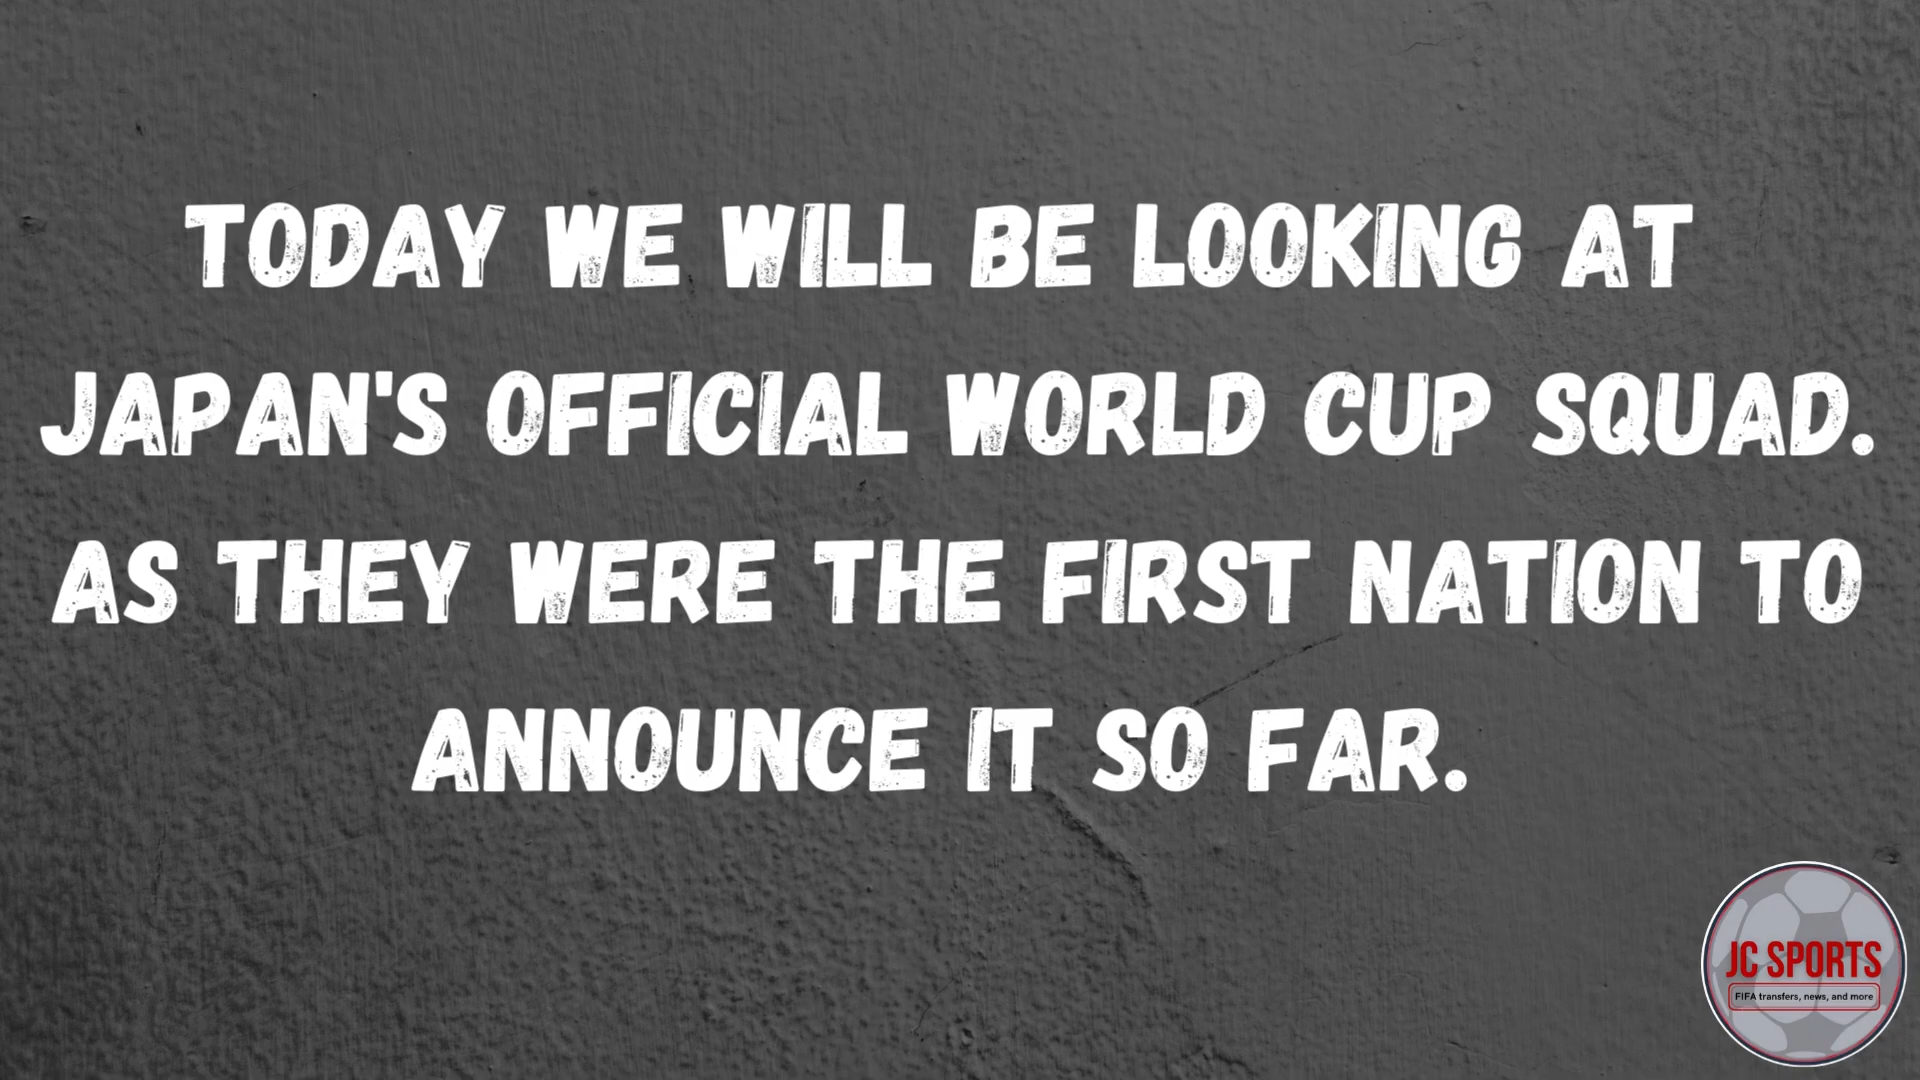 TODAY WE WILL BE LOOKING AT
JAPAN'S OFFICIAL WORLD CUP SQUAD.
AS THEY WERE THE FIRST NATION TO
ANNOUNCE IT SO FAR.
JC SPORTS
FIFA transfers, news, and more